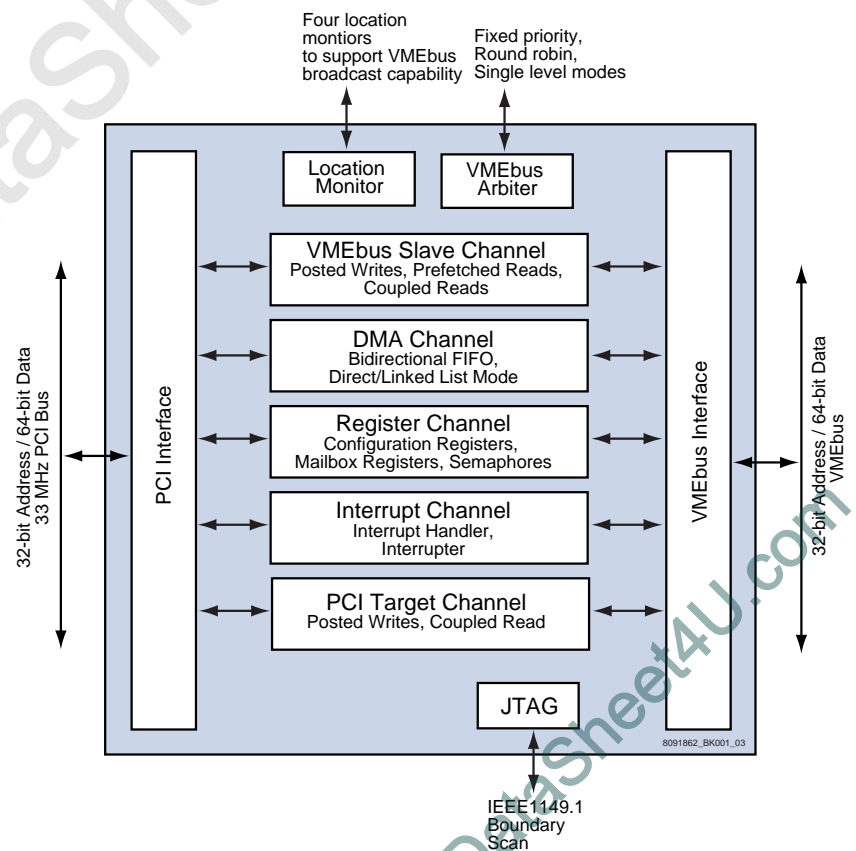 Four location
montiors
to support VMEbus
broadcast capability
Fixed priority,
Round robin,
Single level modes
Location
Monitor
VMEbus
Arbiter
32-bit Address / 64-bit Data
33 MHz PCI Bus
PCI Interface
VMEbus Slave Channel
Posted Writes, Prefetched Reads,
Coupled Reads
DMA Channel
Bidirectional FIFO,
Direct/Linked List Mode
Register Channel
Configuration Registers,
Mailbox Registers, Semaphores
Interrupt Channel
Interrupt Handler,
Interrupter
PCI Target Channel
Posted Writes, Coupled Read
VMEbus Interface
32-bit Address / 64-bit Data
VMEbus
JTAG
8091862_BK001_03
IEEE1149.1
Boundary
Scan
DataSheet4U.com
taSh